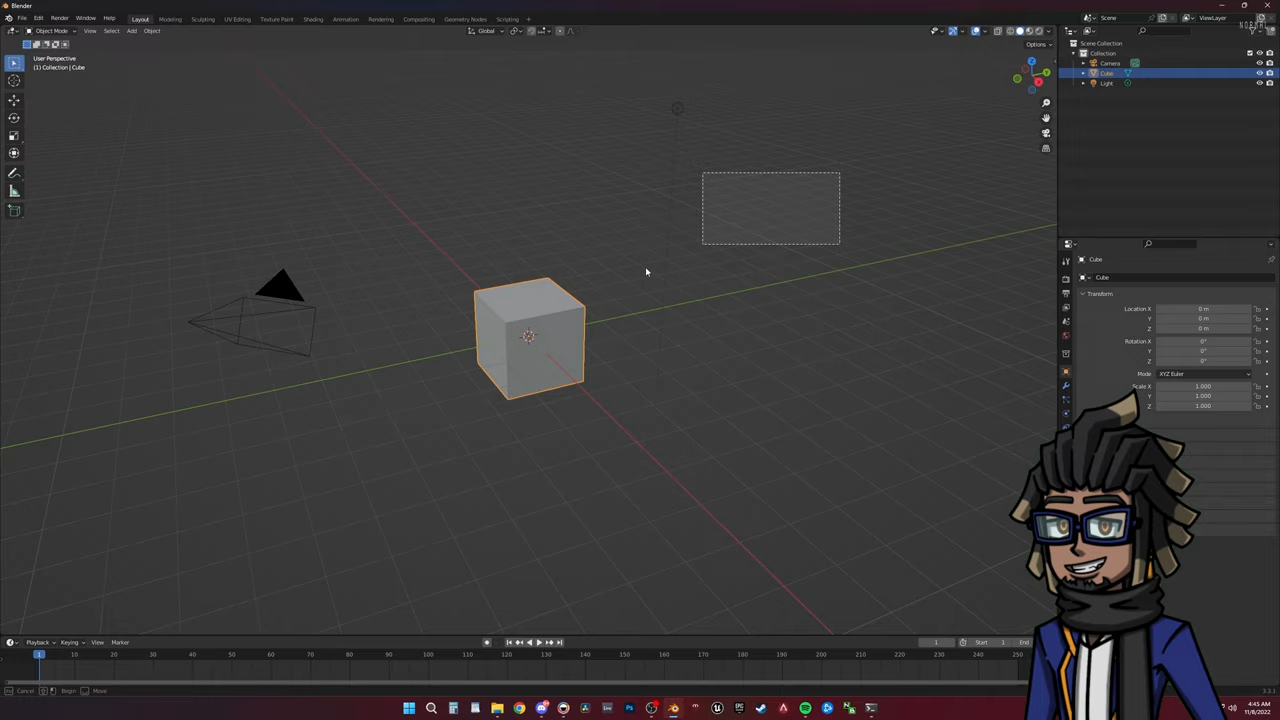 Blender
File Edit Render Window Help Layout Modeling Sculpting UV Editing Texture Paint Shading Animation Rendering Compositing Geometry Nodes Scripting Scene ViewLayer
Object Mode View Select Add Object Global
Options
User Perspective
(1) Collection | Cube
Scene Collection
Collection
Camera
Cube
Light
Z
Y
X
Cube
Cube
Transform
Location X 0 m
Y 0 m
Z 0 m
Rotation X 0°
Y 0°
Z 0°
Mode XYZ Euler
Scale X 1.000
Y 1.000
Z 1.000
Playback Keying View Marker 1 Start 1 End
1 10 20 30 40 50 60 70 80 90 100 110 120 130 140 150 160 170 180 190 200 210 220 230 240 250
Cancel Begin Move 3.3.1
4:45 AM
11/8/2022